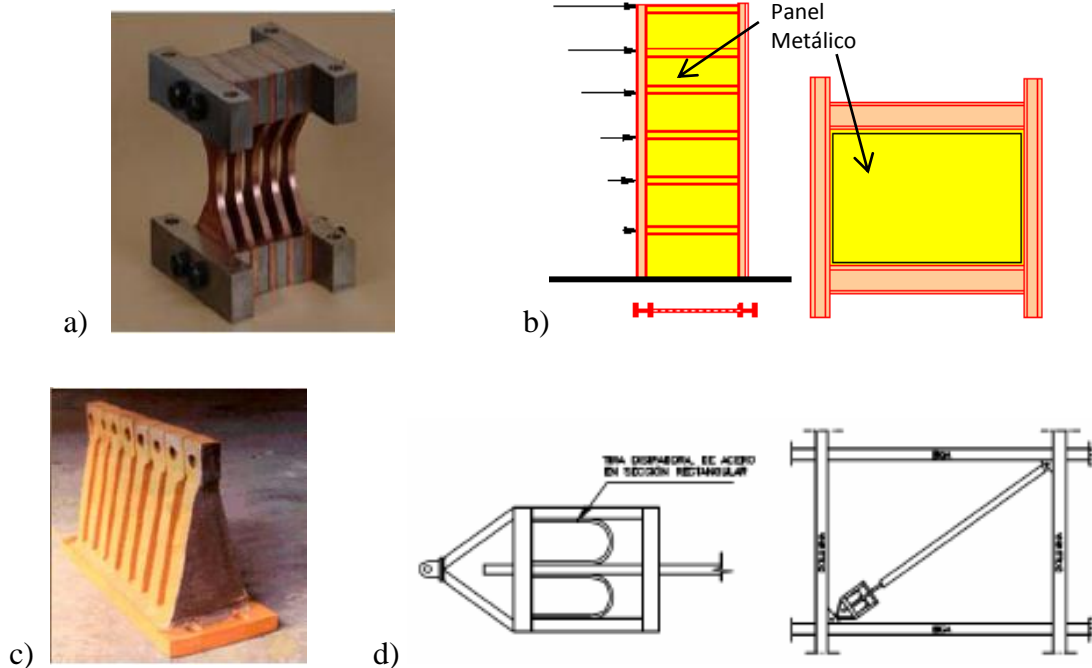 a)
Panel
Metálico
b)
c)
TIRA DISIPADORA, DE ACERO
EN SECCIÓN RECTANGULAR
d)